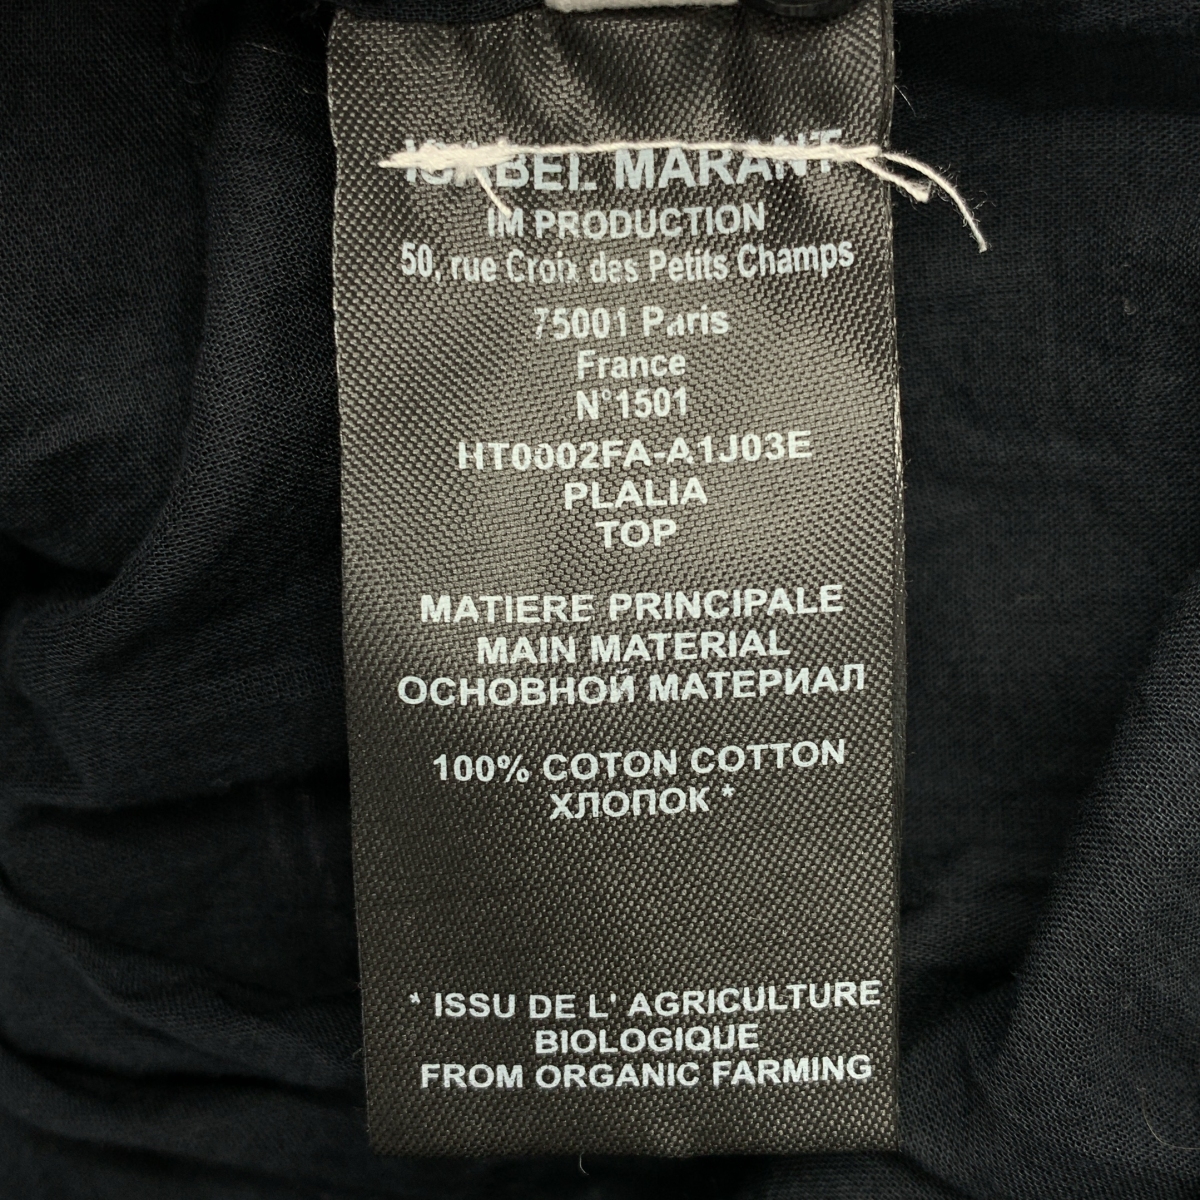 ISABEL MARANT
IM PRODUCTION
50, rue Croix des Petits Champs
75001 Paris
France
N°1501
HT0002FA-A1J03E
PLALIA
TOP
MATIERE PRINCIPALE
MAIN MATERIAL
ОСНОВНОЙ МАТЕРИАЛ
100% COTON COTTON
ХЛОПОК *
* ISSU DE L' AGRICULTURE
BIOLOGIQUE
FROM ORGANIC FARMING